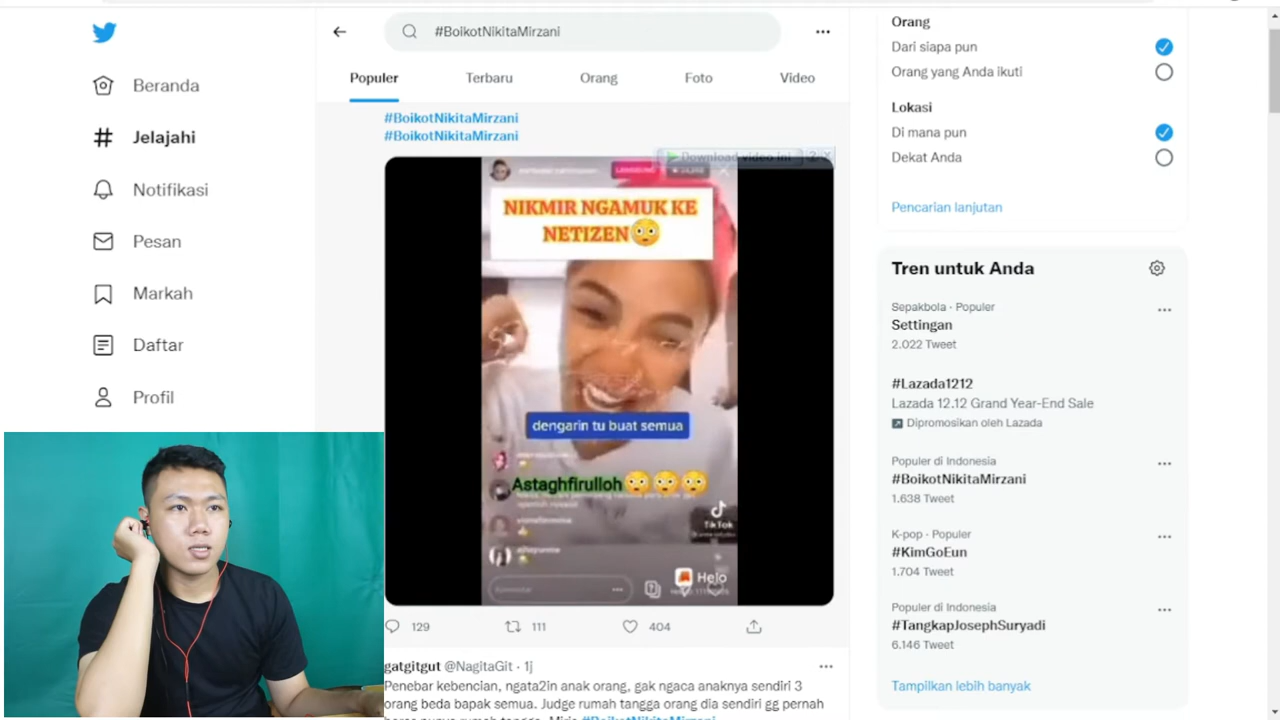 Beranda
Jelajahi
Notifikasi
Pesan
Markah
Daftar
Profil
#BoikotNikitaMirzani
Populer
Terbaru
Orang
Foto
Video
#BoikotNikitaMirzani
#BoikotNikitaMirzani
Download video ini
NIKMIR NGAMUK KE
NETIZEN😳
dengarin tu buat semua
Astaghfirulloh😳😳😳
TikTok
Helo
129
111
404
gatgitgut @NagitaGit · 1j
Penebar kebencian, ngata2in anak orang, gak ngaca anaknya sendiri 3
orang beda bapak semua. Judge rumah tangga orang dia sendiri gg pernah
Orang
Dari siapa pun
Orang yang Anda ikuti
Lokasi
Di mana pun
Dekat Anda
Pencarian lanjutan
Tren untuk Anda
Sepakbola · Populer
Settingan
2.022 Tweet
#Lazada1212
Lazada 12.12 Grand Year-End Sale
Dipromosikan oleh Lazada
Populer di Indonesia
#BoikotNikitaMirzani
1.638 Tweet
K-pop · Populer
#KimGoEun
1.704 Tweet
Populer di Indonesia
#TangkapJosephSuryadi
6.146 Tweet
Tampilkan lebih banyak